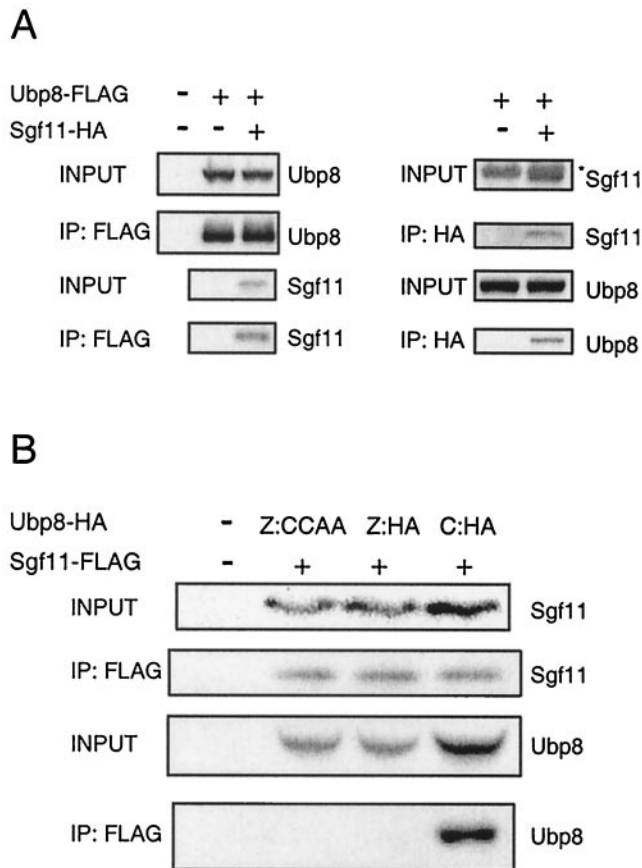 A
Ubp8-FLAG - + +
Sgf11-HA - - +
INPUT Ubp8
IP: FLAG Ubp8
INPUT Sgf11
IP: FLAG Sgf11
+ +
- +
INPUT *Sgf11
IP: HA Sgf11
INPUT Ubp8
IP: HA Ubp8
B
Ubp8-HA - Z:CCAA Z:HA C:HA
Sgf11-FLAG - + + +
INPUT Sgf11
IP: FLAG Sgf11
INPUT Ubp8
IP: FLAG Ubp8